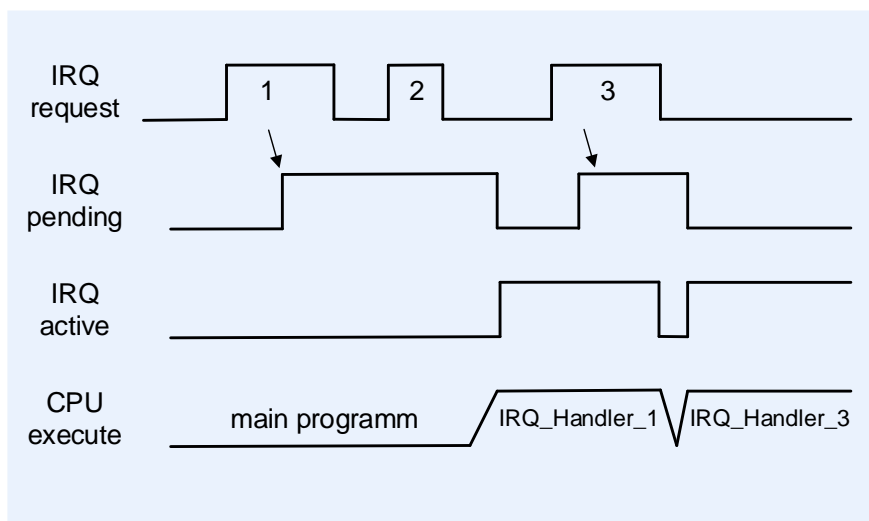 IRQ
request
1
2
3
IRQ
pending
IRQ
active
CPU
execute
main programm
IRQ_Handler_1
IRQ_Handler_3